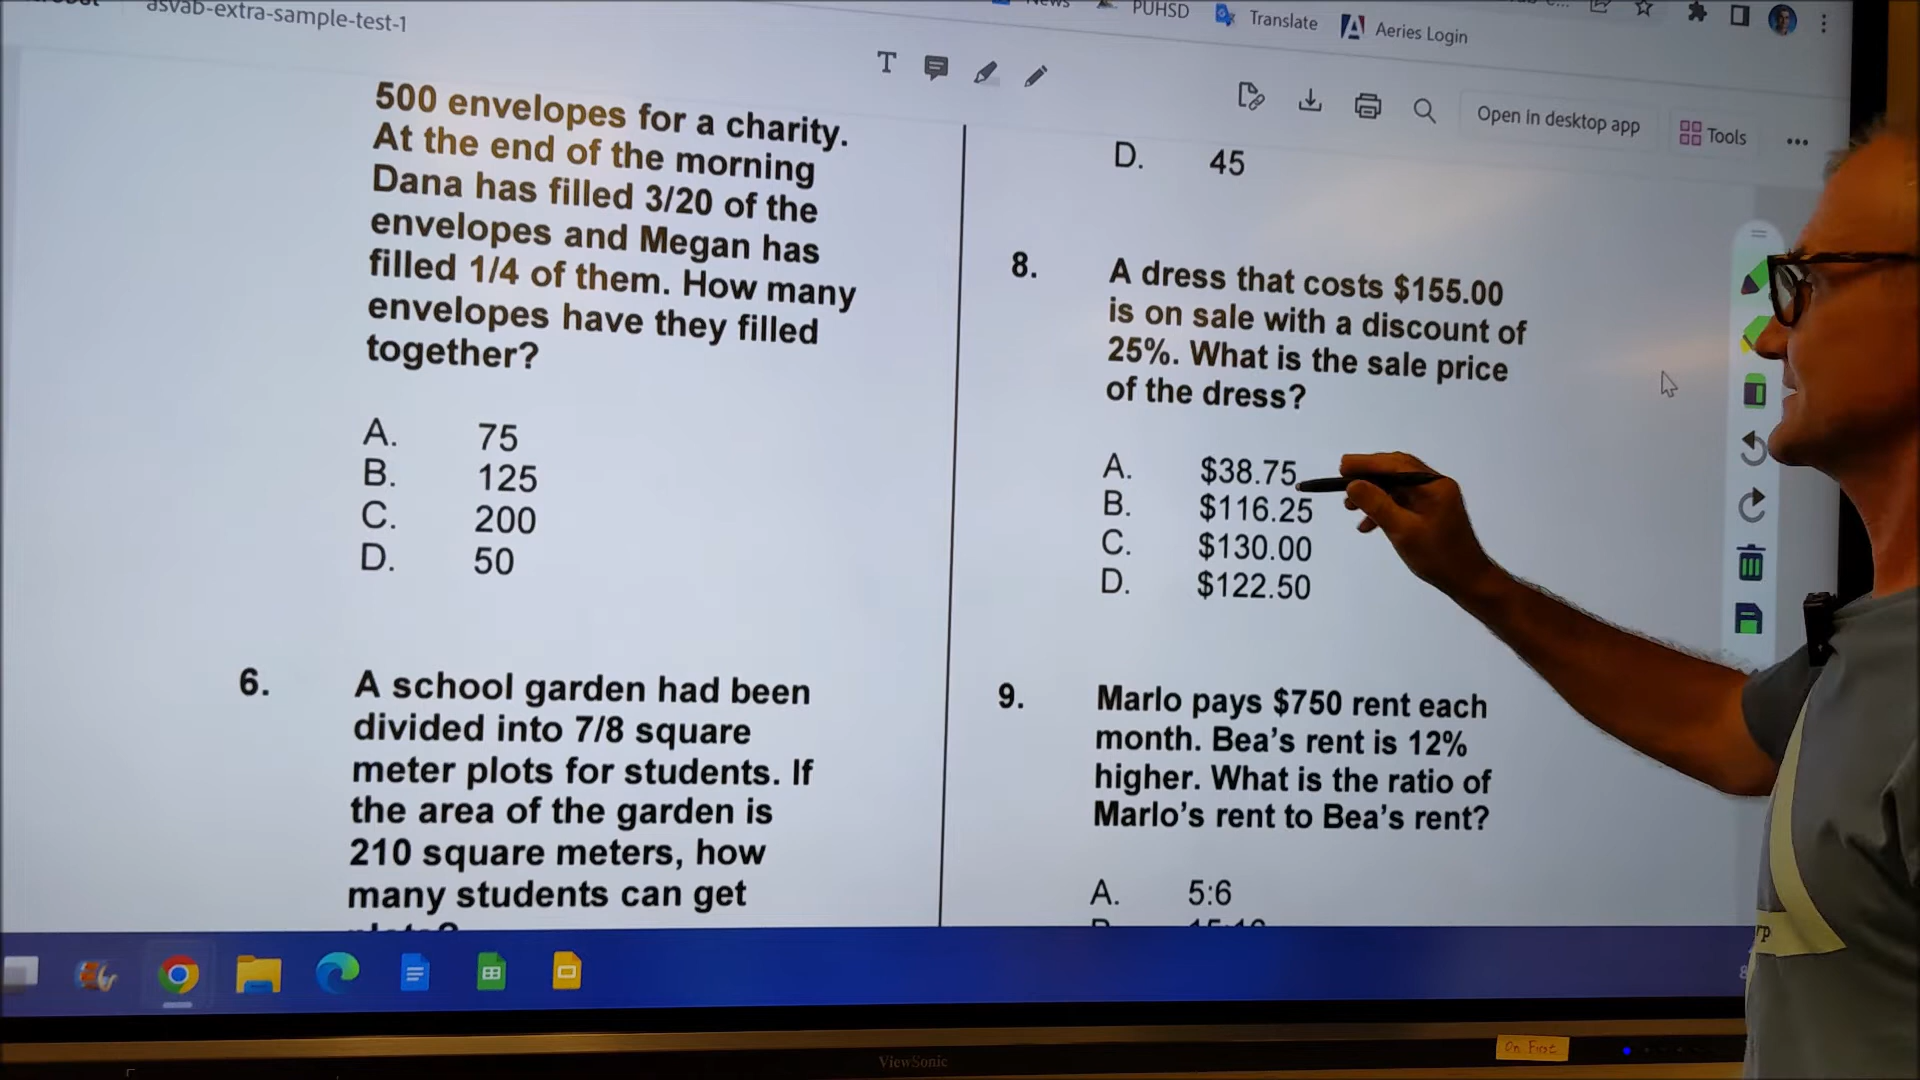 asvab-extra-sample-test-1
News
PUHSD
Translate
Aeries Login
Open in desktop app
Tools
500 envelopes for a charity.
At the end of the morning
Dana has filled 3/20 of the
envelopes and Megan has
filled 1/4 of them. How many
envelopes have they filled
together?
A. 75
B. 125
C. 200
D. 50
6. A school garden had been
divided into 7/8 square
meter plots for students. If
the area of the garden is
210 square meters, how
many students can get
D. 45
8. A dress that costs $155.00
is on sale with a discount of
25%. What is the sale price
of the dress?
A. $38.75
B. $116.25
C. $130.00
D. $122.50
9. Marlo pays $750 rent each
month. Bea's rent is 12%
higher. What is the ratio of
Marlo's rent to Bea's rent?
A. 5:6
ViewSonic
On First